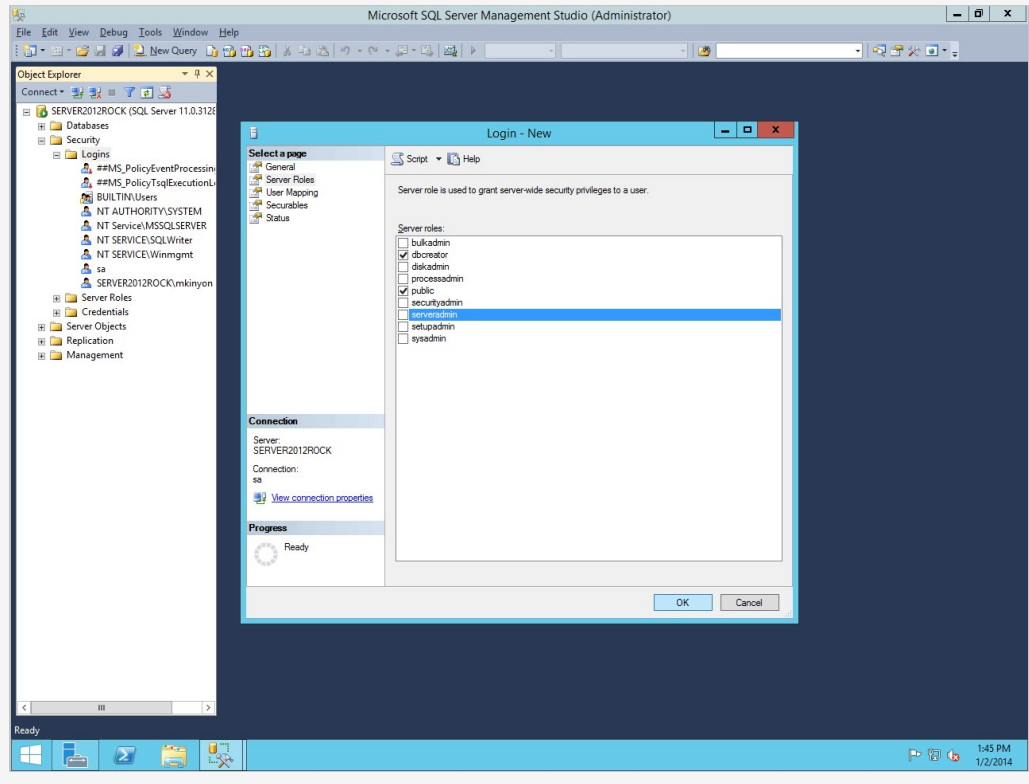 Microsoft SQL Server Management Studio (Administrator)
File Edit View Debug Tools Window Help
New Query
Object Explorer
Connect
SERVER2012ROCK (SQL Server 11.0.3128
Databases
Security
Logins
##MS_PolicyEventProcessin
##MS_PolicyTsqlExecutionL
BUILTIN\Users
NT AUTHORITY\SYSTEM
NT Service\MSSQLSERVER
NT SERVICE\SQLWriter
NT SERVICE\Winmgmt
sa
SERVER2012ROCK\mkinyon
Server Roles
Credentials
Server Objects
Replication
Management
Login - New
Select a page
General
Server Roles
User Mapping
Securables
Status
Script Help
Server role is used to grant server-wide security privileges to a user.
Server roles:
bulkadmin
dbcreator
diskadmin
processadmin
public
securityadmin
serveradmin
setupadmin
sysadmin
Connection
Server:
SERVER2012ROCK
Connection:
sa
View connection properties
Progress
Ready
OK Cancel
Ready
1:45 PM
1/2/2014